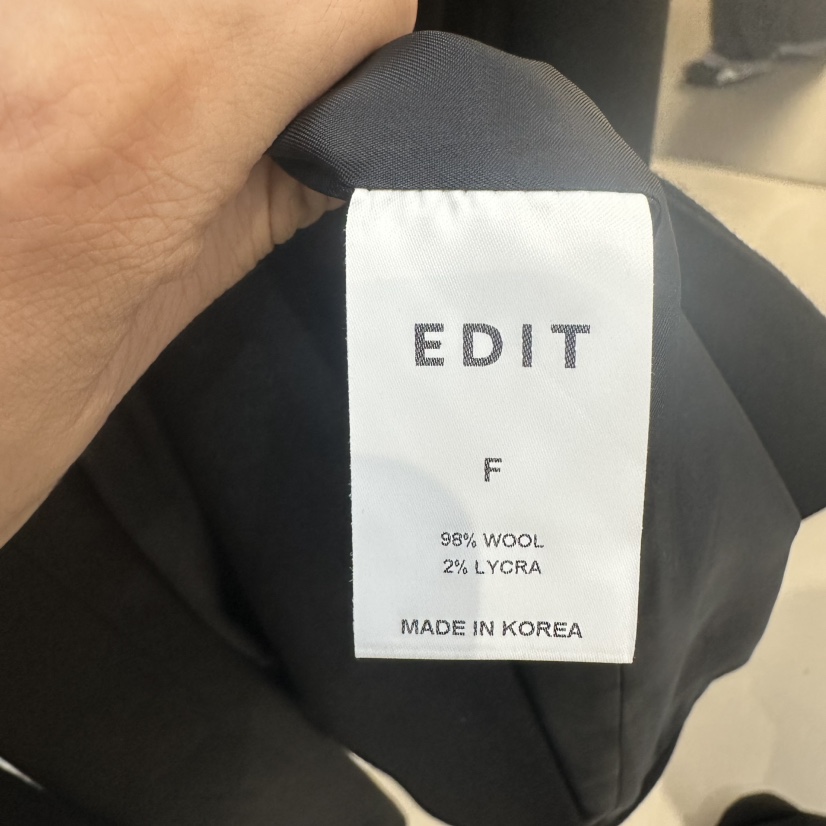 EDIT
F
98% WOOL
2% LYCRA
MADE IN KOREA